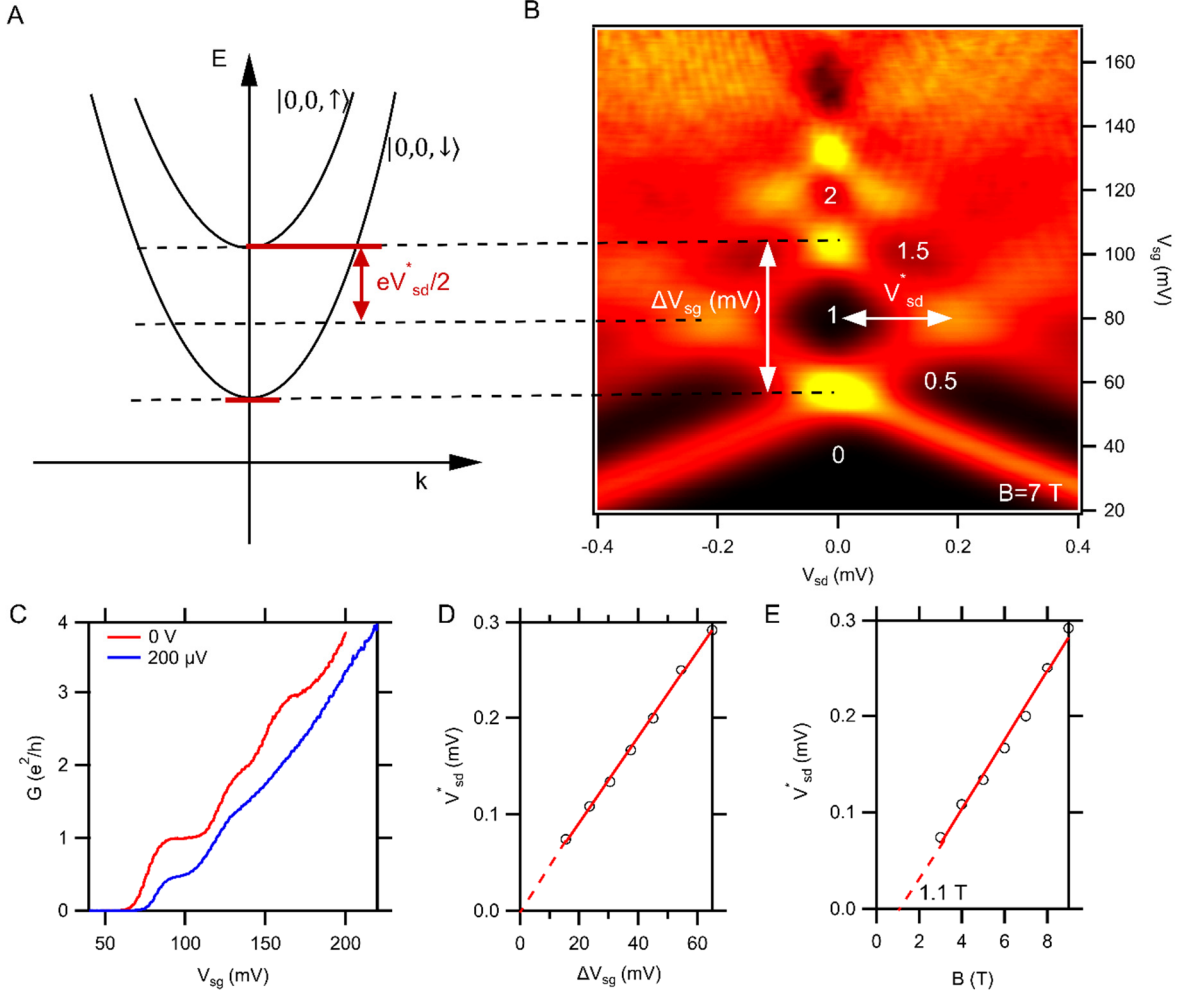 A
E
|0,0,↑⟩
|0,0,↓⟩
eV*sd/2
k
B
160
140
120
100
80
60
40
20
Vsg (mV)
2
1.5
ΔVsg (mV)
V*sd
1
0.5
0
B=7 T
-0.4
-0.2
0.0
0.2
0.4
Vsd (mV)
C
4
3
2
1
0
G (e²/h)
0 V
200 µV
50
100
150
200
Vsg (mV)
D
0.3
0.2
0.1
0.0
V*sd (mV)
0
20
40
60
ΔVsg (mV)
E
0.3
0.2
0.1
0.0
V*sd (mV)
1.1 T
0
2
4
6
8
B (T)